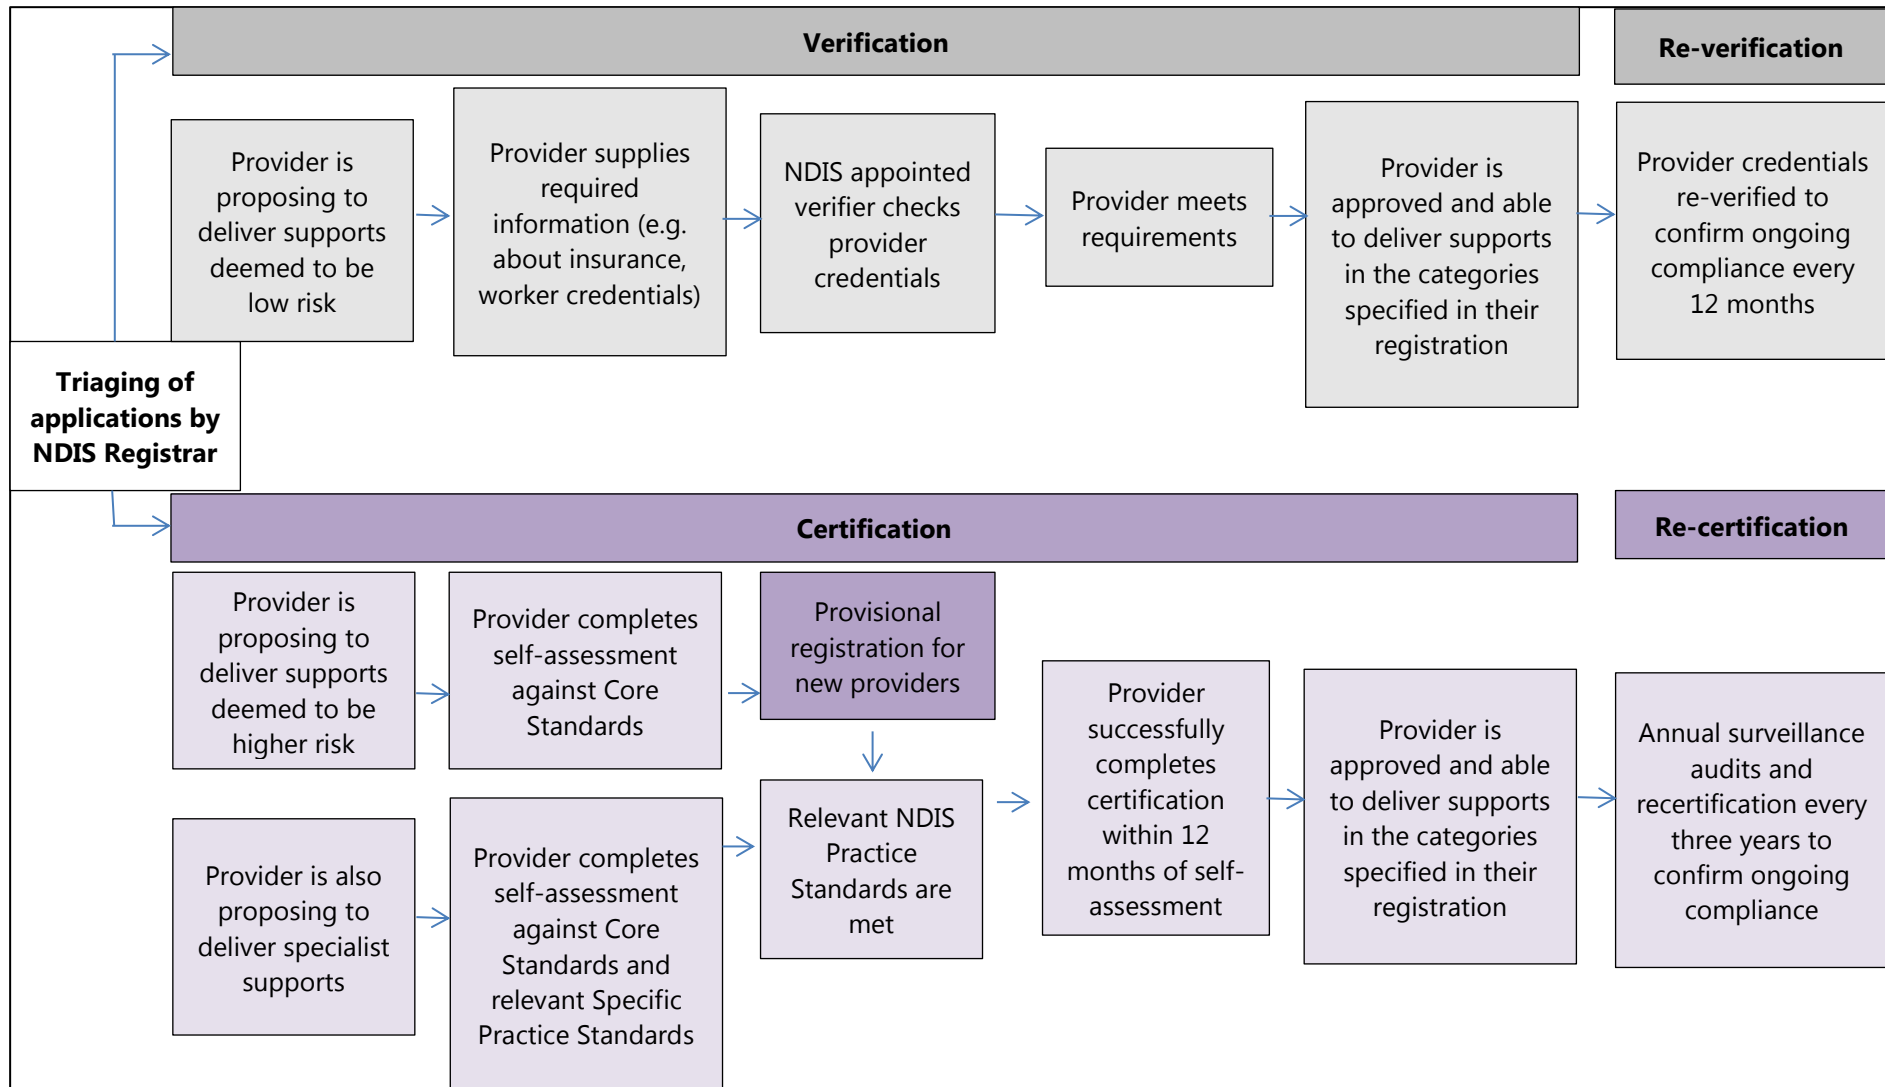 Verification
Re-verification
Provider is
proposing to
deliver supports
deemed to be
low risk
Provider supplies
required
information (e.g.
about insurance,
worker credentials)
NDIS appointed
verifier checks
provider
credentials
Provider meets
requirements
Provider is
approved and able
to deliver supports
in the categories
specified in their
registration
Provider credentials
re-verified to
confirm ongoing
compliance every
12 months
Triaging of
applications by
NDIS Registrar
Certification
Re-certification
Provider is
proposing to
deliver supports
deemed to be
higher risk
Provider completes
self-assessment
against Core
Standards
Provisional
registration for
new providers
Provider is also
proposing to
deliver specialist
supports
Provider completes
self-assessment
against Core
Standards and
relevant Specific
Practice Standards
Relevant NDIS
Practice
Standards are
met
Provider
successfully
completes
certification
within 12
months of self-
assessment
Provider is
approved and able
to deliver supports
in the categories
specified in their
registration
Annual surveillance
audits and
recertification every
three years to
confirm ongoing
compliance